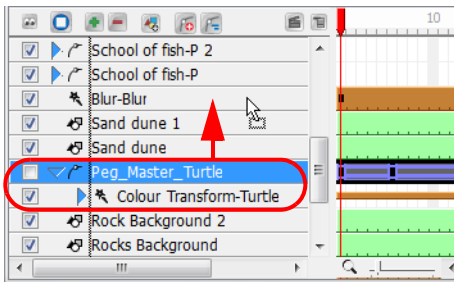 10
School of fish-P 2
School of fish-P
Blur-Blur
Sand dune 1
Sand dune
Peg_Master_Turtle
Colour Transform-Turtle
Rock Background 2
Rocks Background